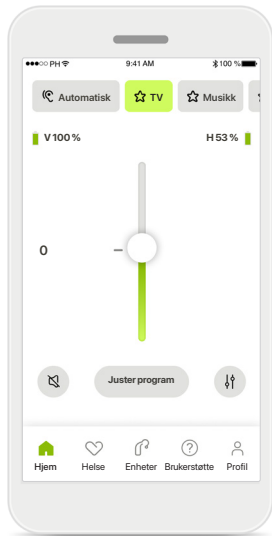 PH 9:41 AM 100 %
Automatisk TV Musikk
V 100 % H 53 %
0
Juster program
Hjem Helse Enheter Brukerstøtte Profil